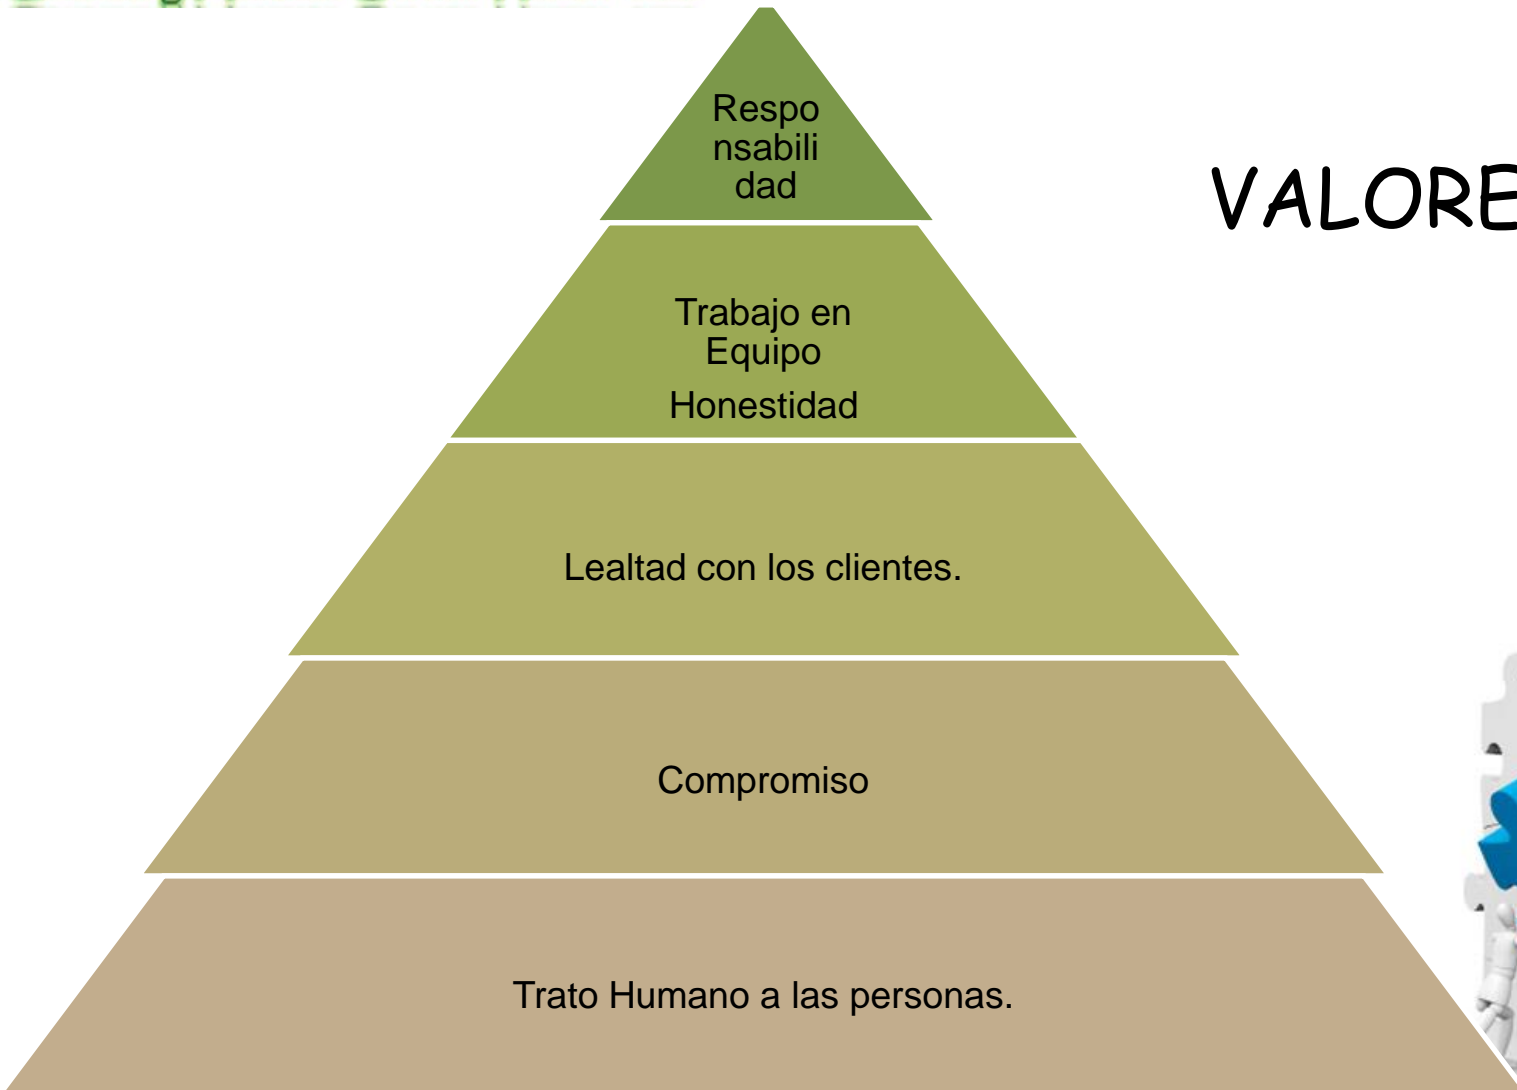 Respo
nsabili
dad
VALORE
Trabajo en
Equipo
Honestidad
Lealtad con los clientes.
Compromiso
Trato Humano a las personas.